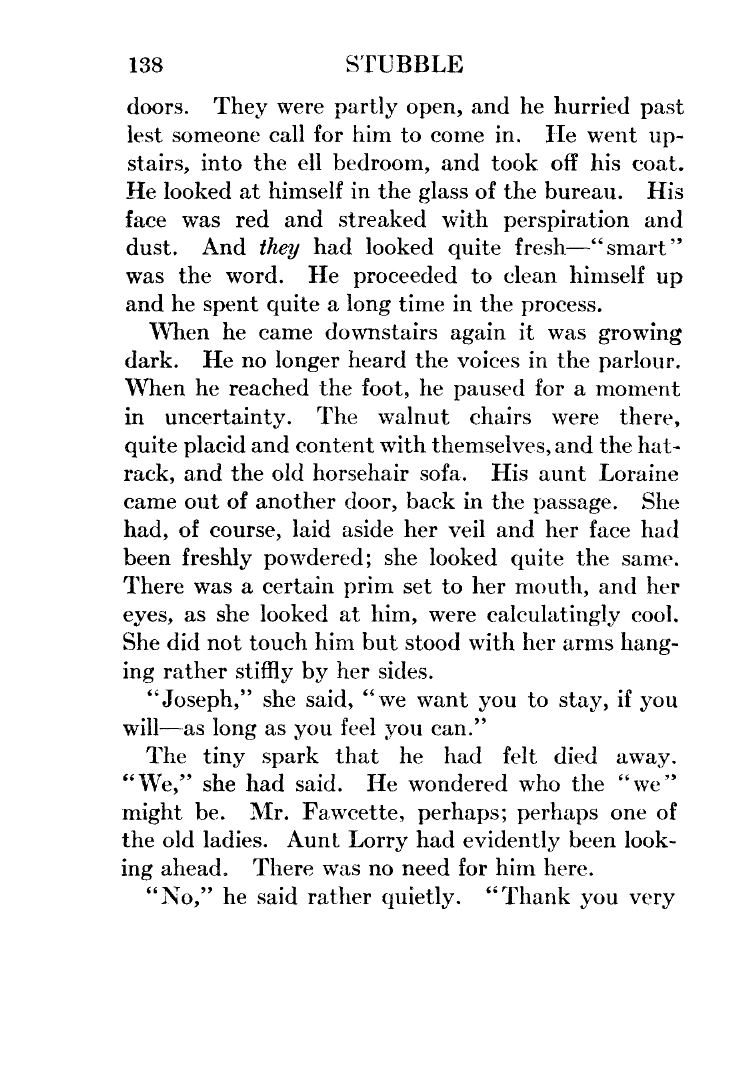 138 STUBBLE
doors. They were partly open, and he hurried past
lest someone call for him to come in. He went up-
stairs, into the ell bedroom, and took off his coat.
He looked at himself in the glass of the bureau. His
face was red and streaked with perspiration and
dust. And they had looked quite fresh—“smart”
was the word. He proceeded to clean himself up
and he spent quite a long time in the process.
When he came downstairs again it was growing
dark. He no longer heard the voices in the parlour.
When he reached the foot, he paused for a moment
in uncertainty. The walnut chairs were there,
quite placid and content with themselves, and the hat-
rack, and the old horsehair sofa. His aunt Loraine
came out of another door, back in the passage. She
had, of course, laid aside her veil and her face had
been freshly powdered; she looked quite the same.
There was a certain prim set to her mouth, and her
eyes, as she looked at him, were calculatingly cool.
She did not touch him but stood with her arms hang-
ing rather stiffly by her sides.
“Joseph,” she said, “we want you to stay, if you
will—as long as you feel you can.”
The tiny spark that he had felt died away.
“We,” she had said. He wondered who the “we”
might be. Mr. Fawcette, perhaps; perhaps one of
the old ladies. Aunt Lorry had evidently been look-
ing ahead. There was no need for him here.
“No,” he said rather quietly. “Thank you very